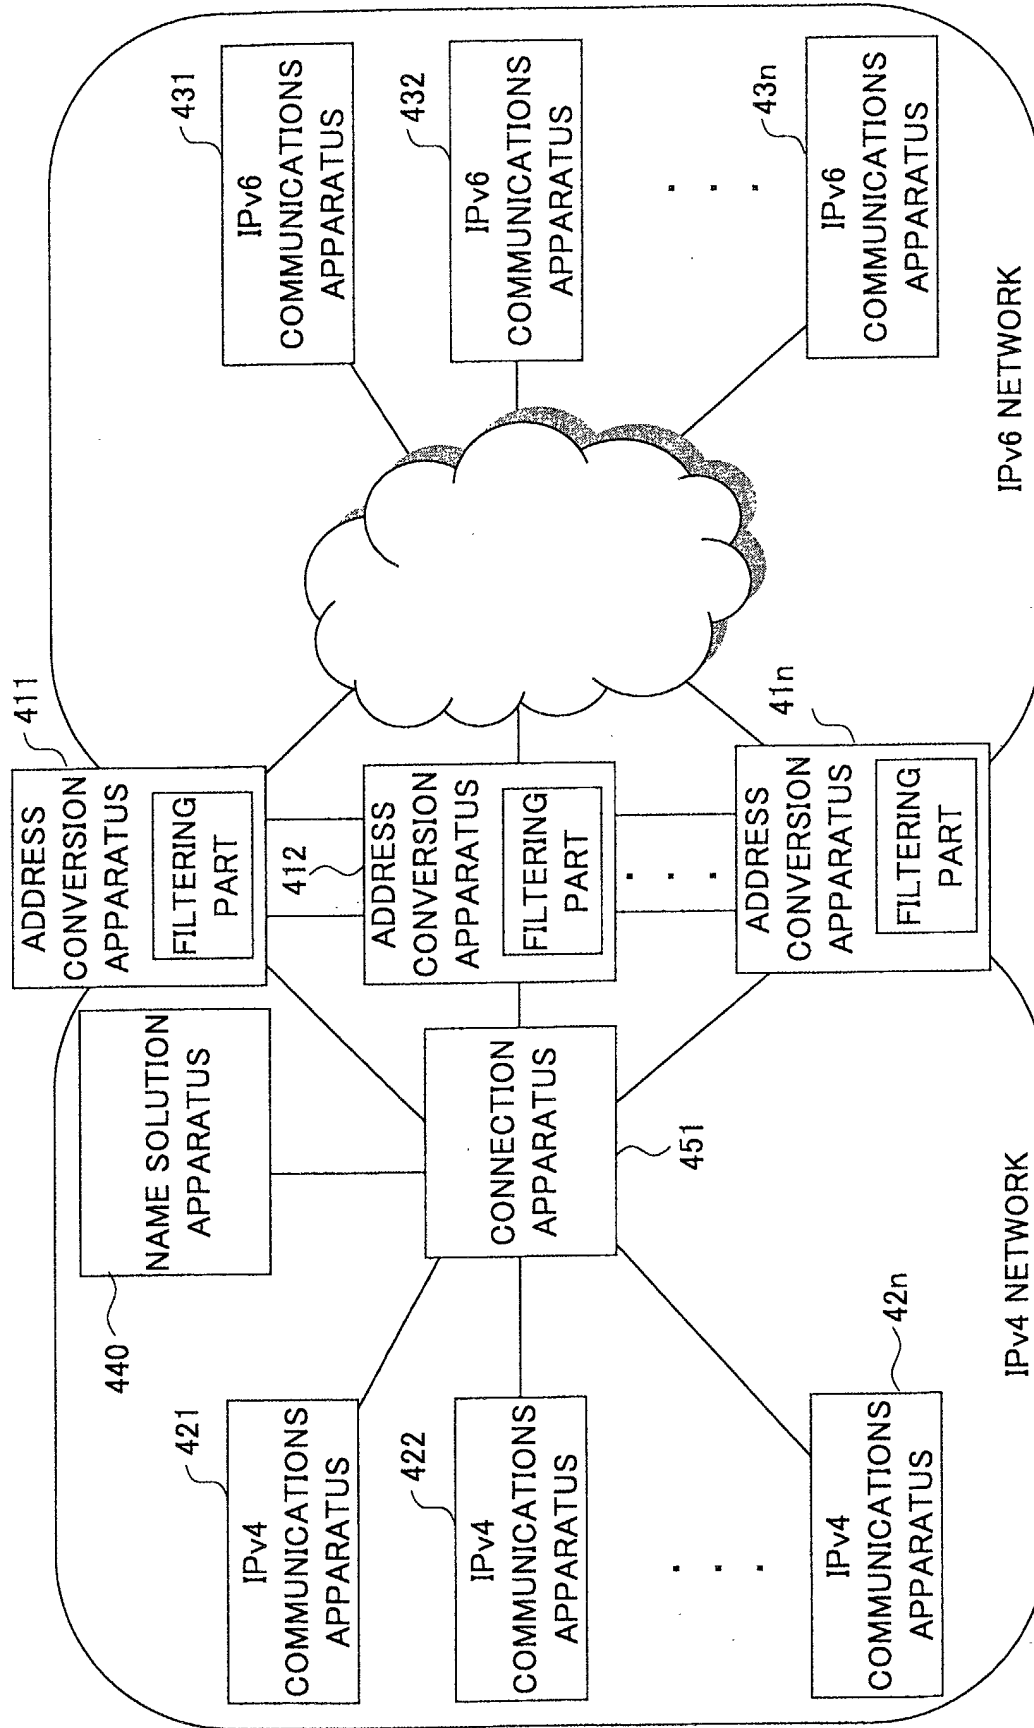 440
NAME SOLUTION
APPARATUS
ADDRESS
CONVERSION
APPARATUS
FILTERING
PART
411
421
IPv4
COMMUNICATIONS
APPARATUS
422
IPv4
COMMUNICATIONS
APPARATUS
. . .
IPv4
COMMUNICATIONS
APPARATUS
42n
CONNECTION
APPARATUS
451
412
ADDRESS
CONVERSION
APPARATUS
FILTERING
PART
. . .
ADDRESS
CONVERSION
APPARATUS
FILTERING
PART
41n
431
IPv6
COMMUNICATIONS
APPARATUS
432
IPv6
COMMUNICATIONS
APPARATUS
. . .
43n
IPv6
COMMUNICATIONS
APPARATUS
IPv4 NETWORK
IPv6 NETWORK